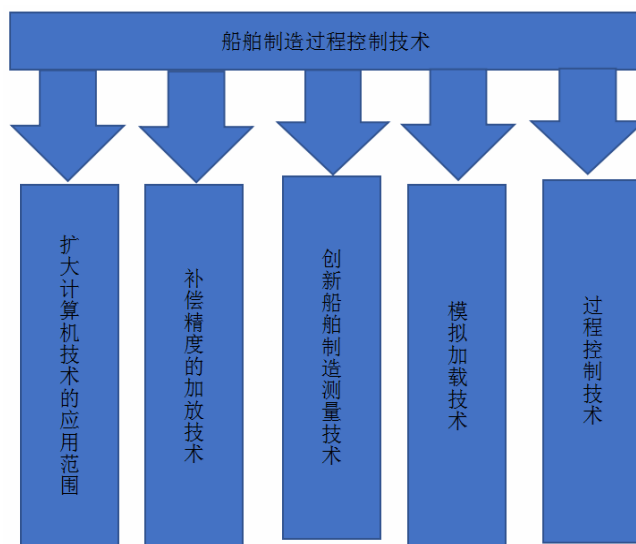 船舶制造过程控制技术
扩大计算机技术的应用范围
补偿精度的加放技术
创新船舶制造测量技术
模拟加载技术
过程控制技术